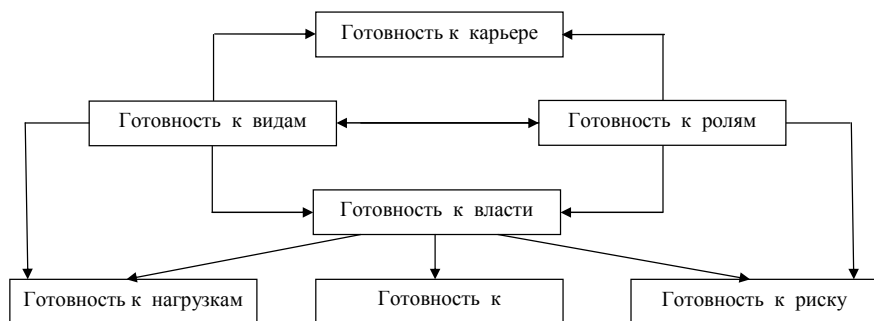 Готовность к карьере
Готовность к видам
Готовность к ролям
Готовность к власти
Готовность к нагрузкам
Готовность к
Готовность к риску